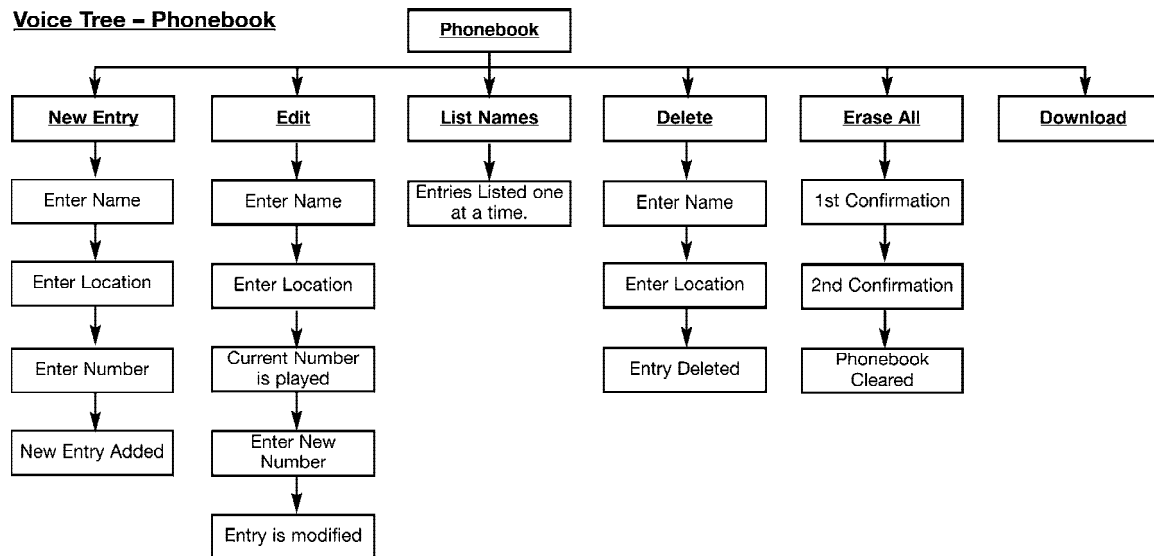 Voice Tree – Phonebook
Phonebook
New Entry
Edit
List Names
Delete
Erase All
Download
Enter Name
Enter Name
Entries Listed one
at a time.
Enter Name
1st Confirmation
Enter Location
Enter Location
Enter Location
2nd Confirmation
Enter Number
Current Number
is played
Entry Deleted
Phonebook
Cleared
New Entry Added
Enter New
Number
Entry is modified